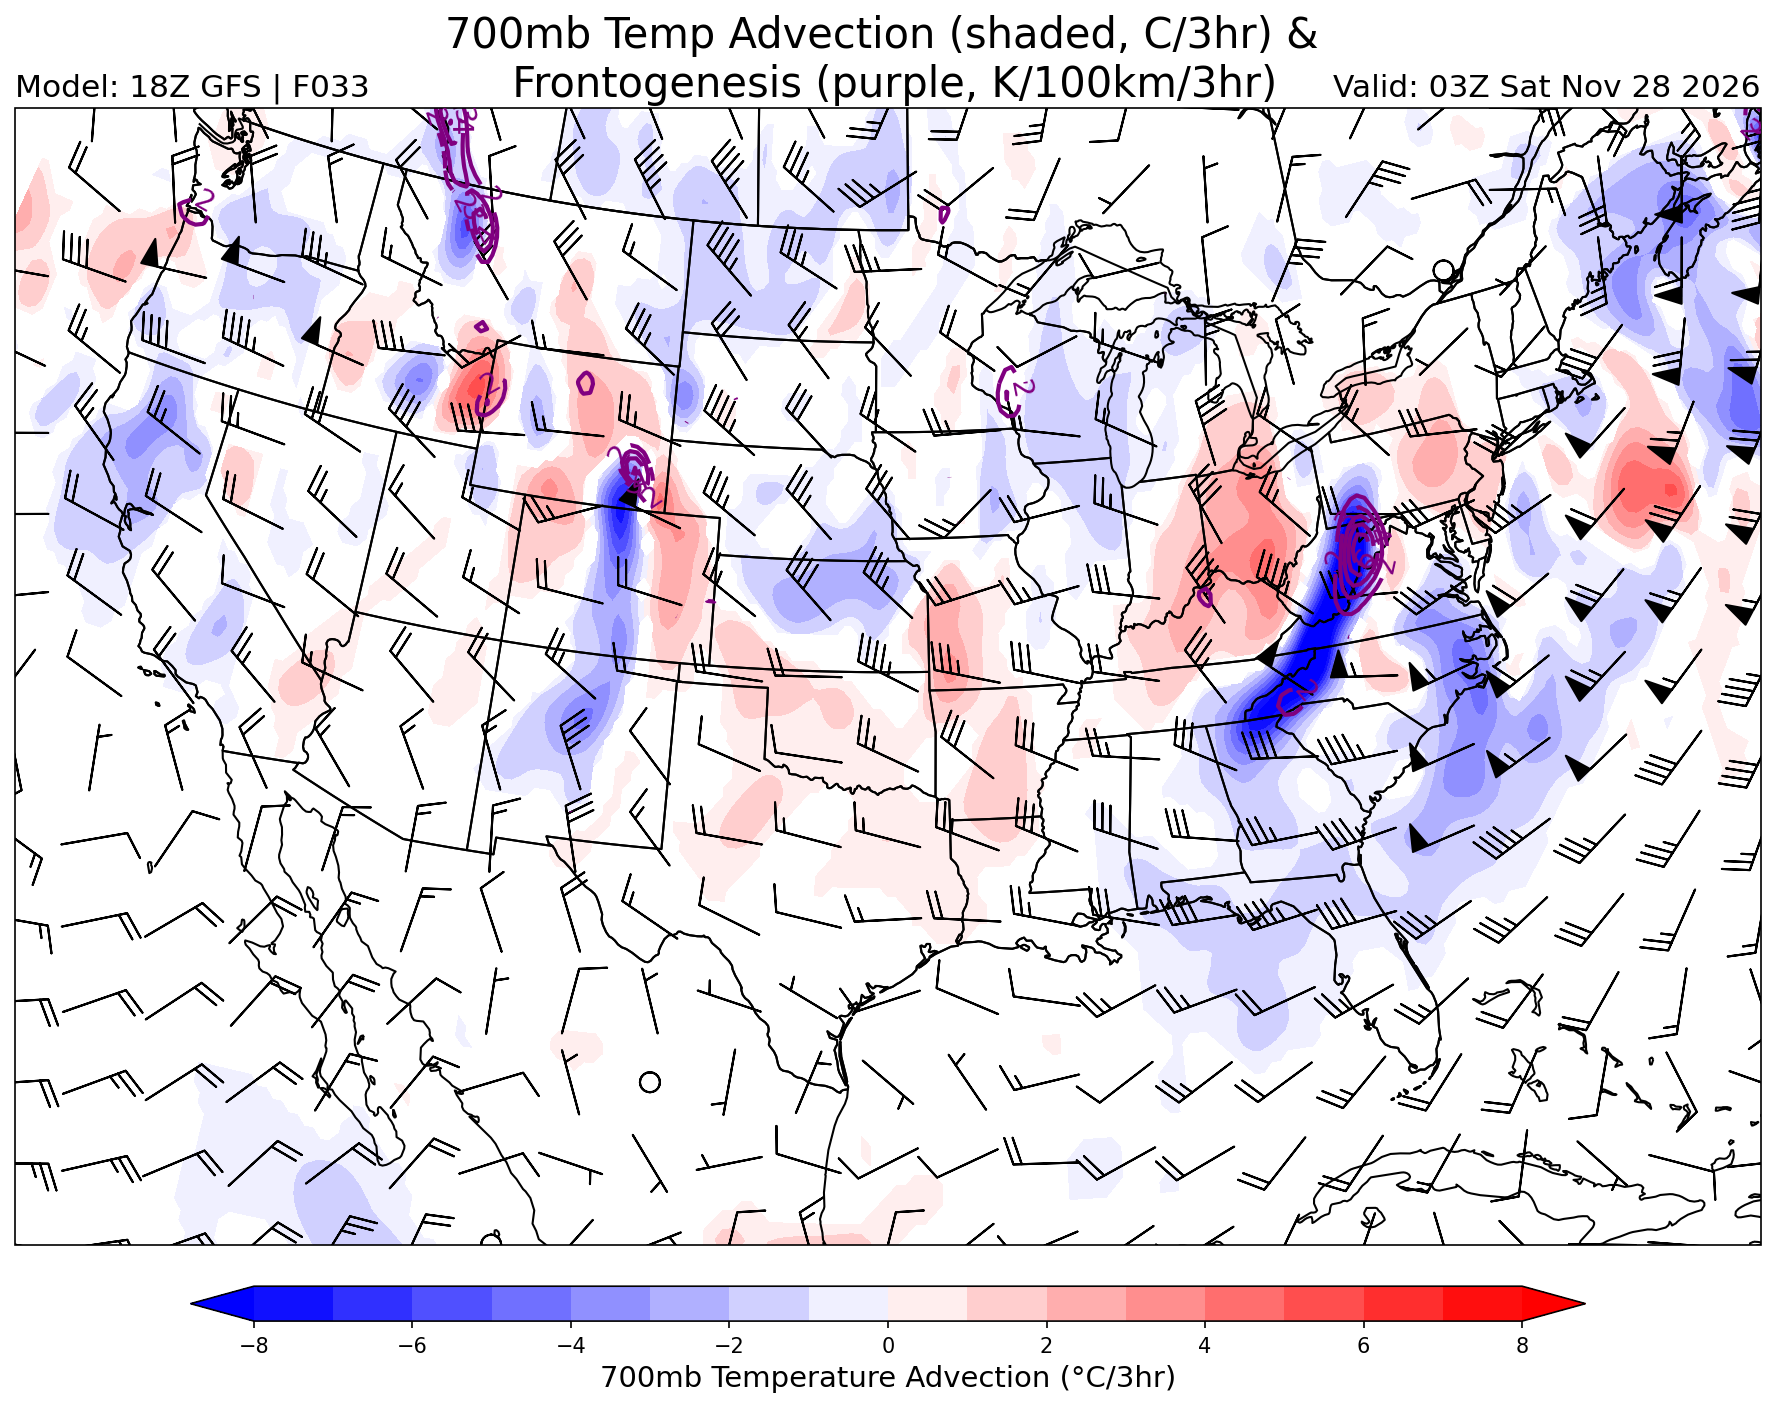 700mb Temp Advection (shaded, C/3hr) &
Model: 18Z GFS | F033
Frontogenesis (purple, K/100km/3hr)
Valid: 03Z Sat Nov 28 2026
−8 −6 −4 −2 0 2 4 6 8
700mb Temperature Advection (°C/3hr)